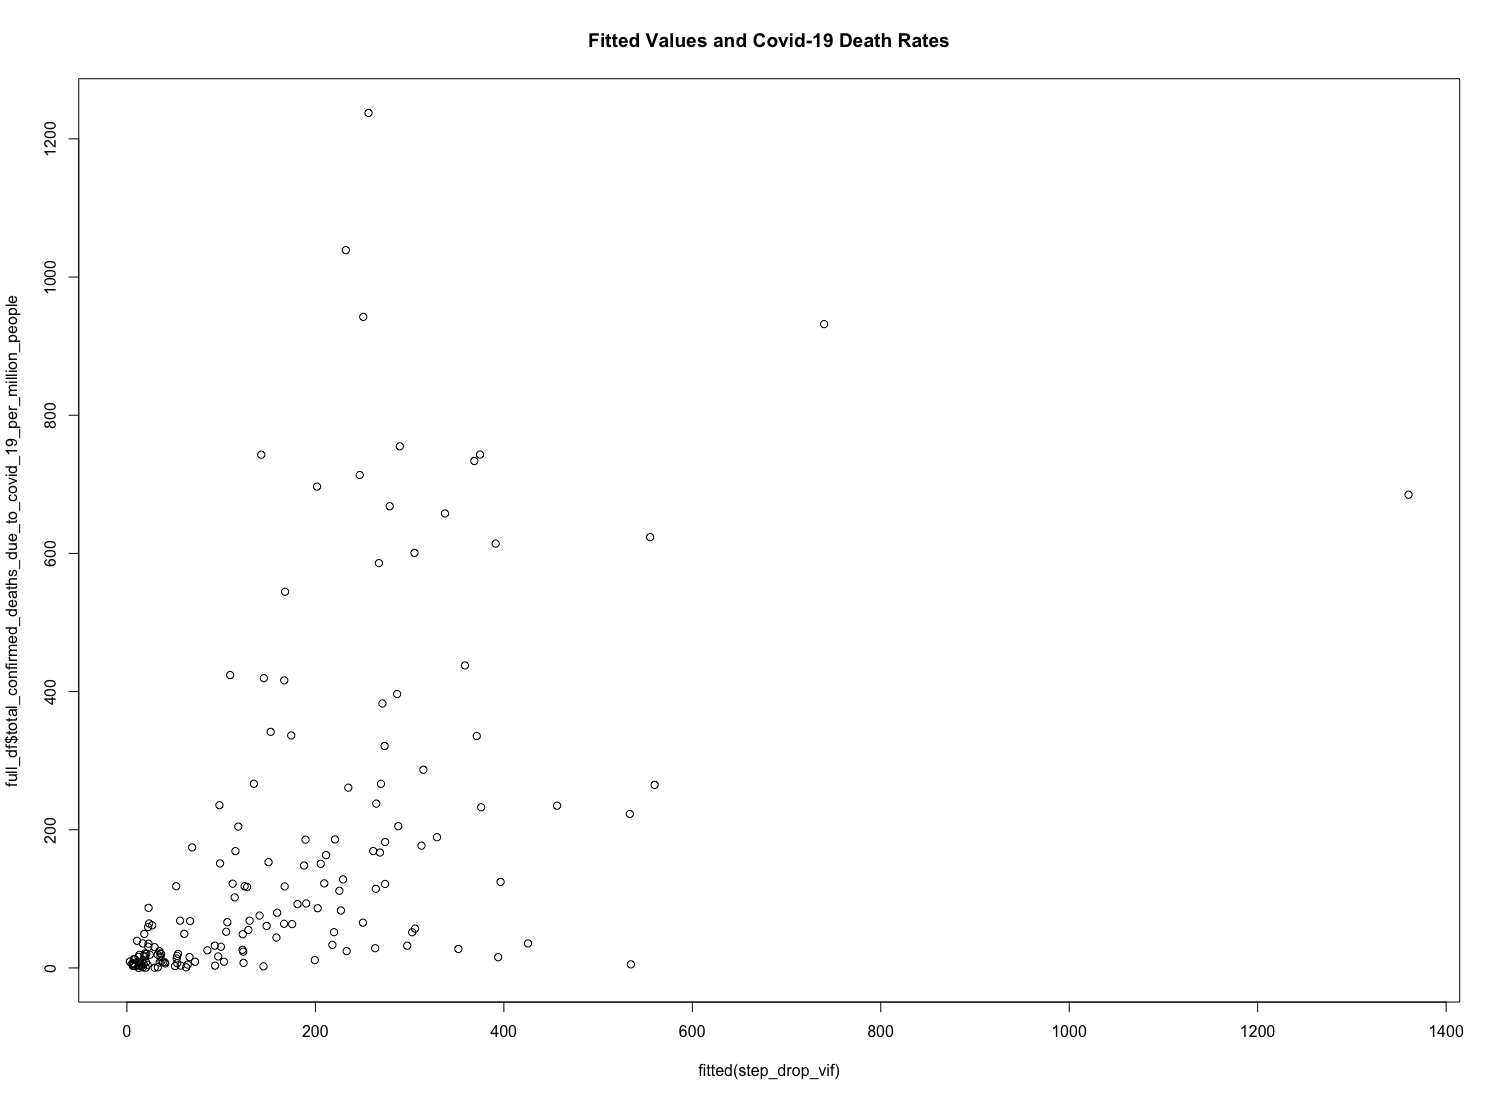 Fitted Values and Covid-19 Death Rates
full_df$total_confirmed_deaths_due_to_covid_19_per_million_people
1200
1000
800
600
400
200
0
0 200 400 600 800 1000 1200 1400
fitted(step_drop_vif)